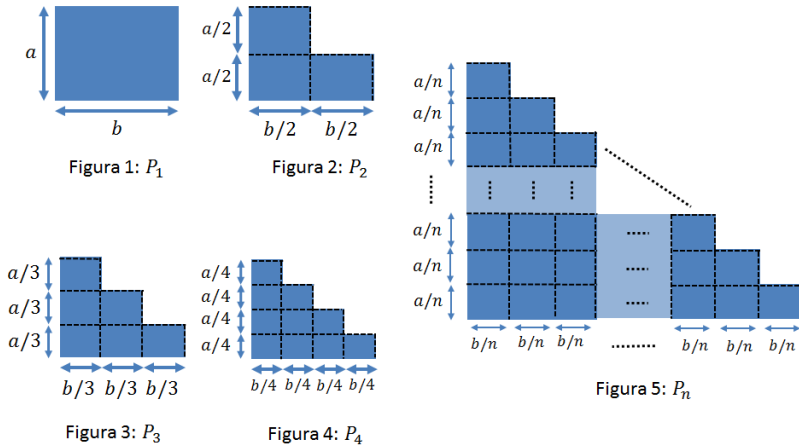 a
b
Figura 1: P₁
a/2
a/2
b/2 b/2
Figura 2: P₂
a/3
a/3
a/3
b/3 b/3 b/3
Figura 3: P₃
a/4
a/4
a/4
a/4
b/4 b/4 b/4 b/4
Figura 4: P₄
a/n
a/n
a/n
a/n
a/n
a/n
b/n b/n b/n b/n b/n b/n
Figura 5: Pₙ